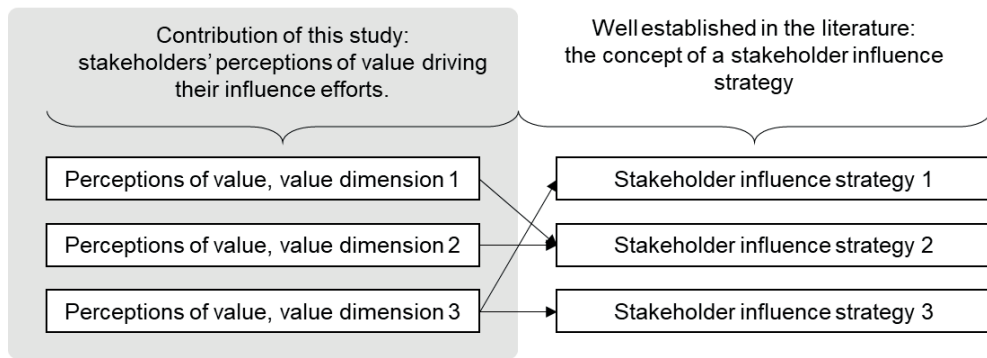 Contribution of this study:
stakeholders’ perceptions of value driving
their influence efforts.
Well established in the literature:
the concept of a stakeholder influence
strategy
Perceptions of value, value dimension 1
Stakeholder influence strategy 1
Perceptions of value, value dimension 2
Stakeholder influence strategy 2
Perceptions of value, value dimension 3
Stakeholder influence strategy 3